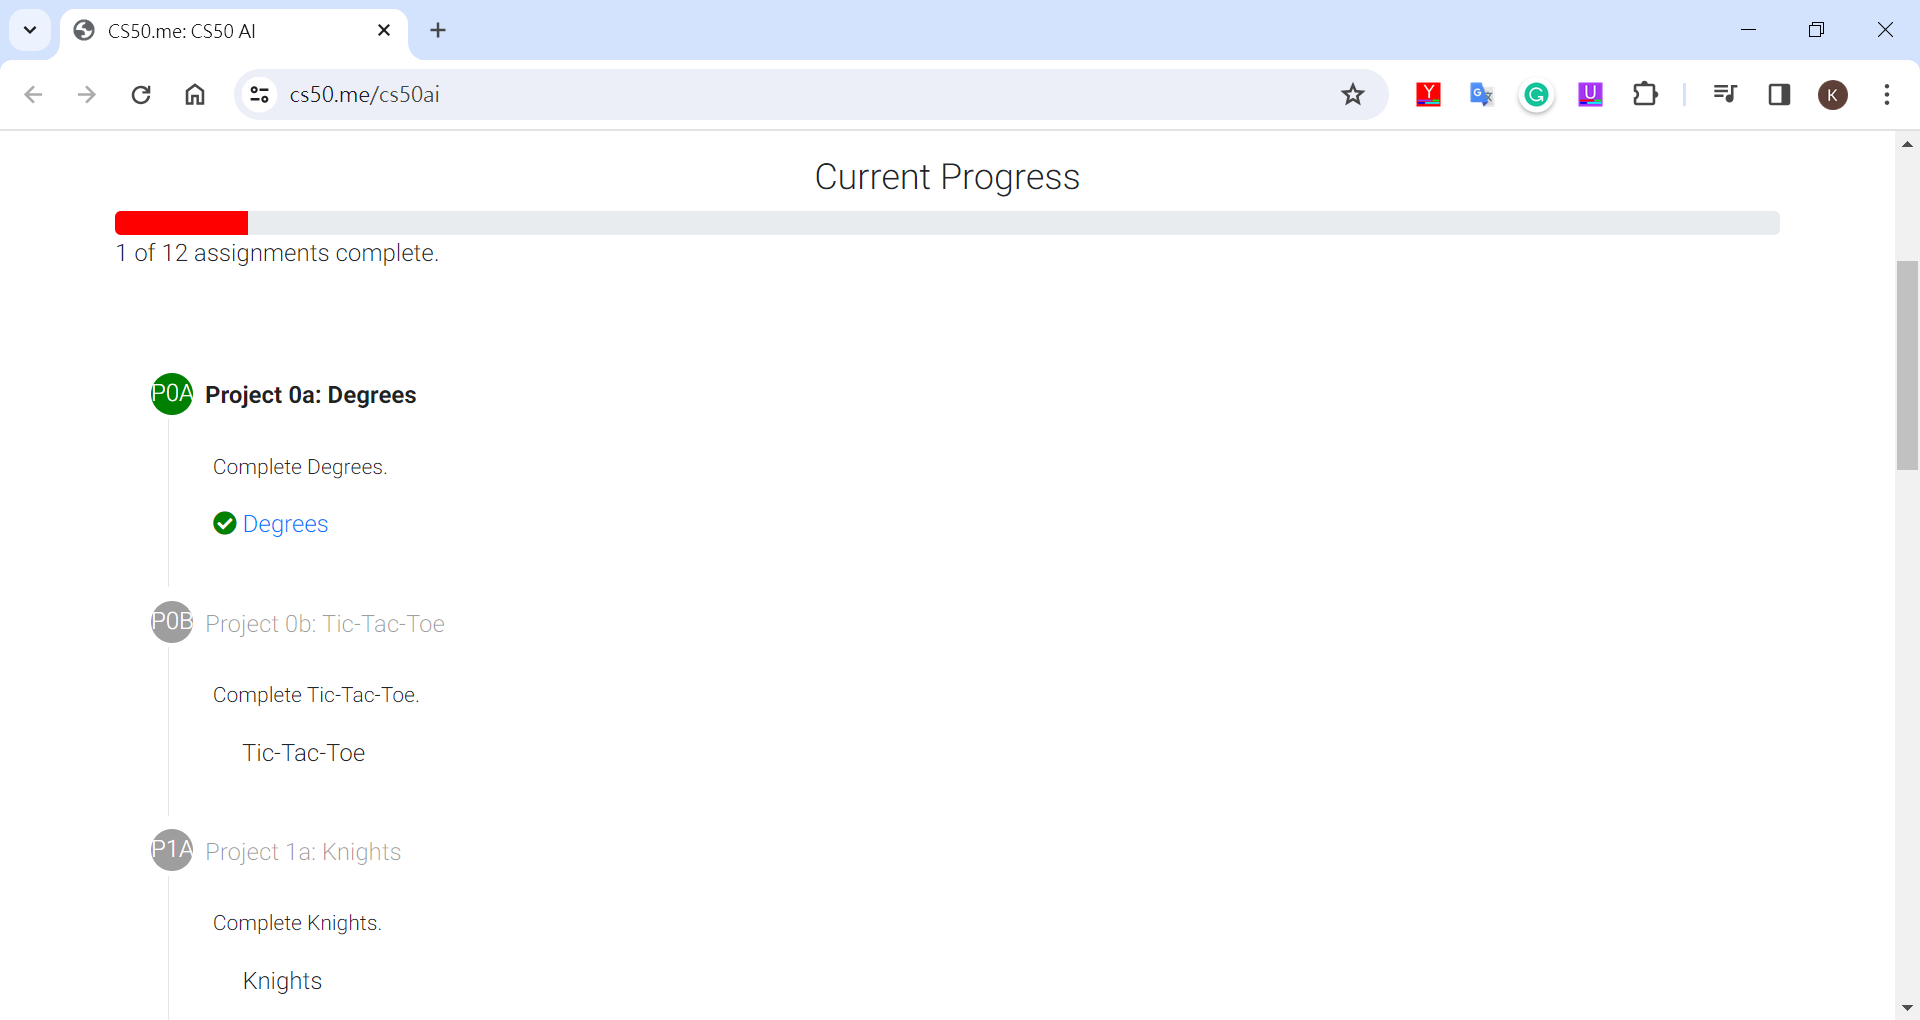 CS50.me: CS50 AI
cs50.me/cs50ai
Y
G
G
U
K
Current Progress
1 of 12 assignments complete.
P0A Project 0a: Degrees
Complete Degrees.
Degrees
P0B Project 0b: Tic-Tac-Toe
Complete Tic-Tac-Toe.
Tic-Tac-Toe
P1A Project 1a: Knights
Complete Knights.
Knights